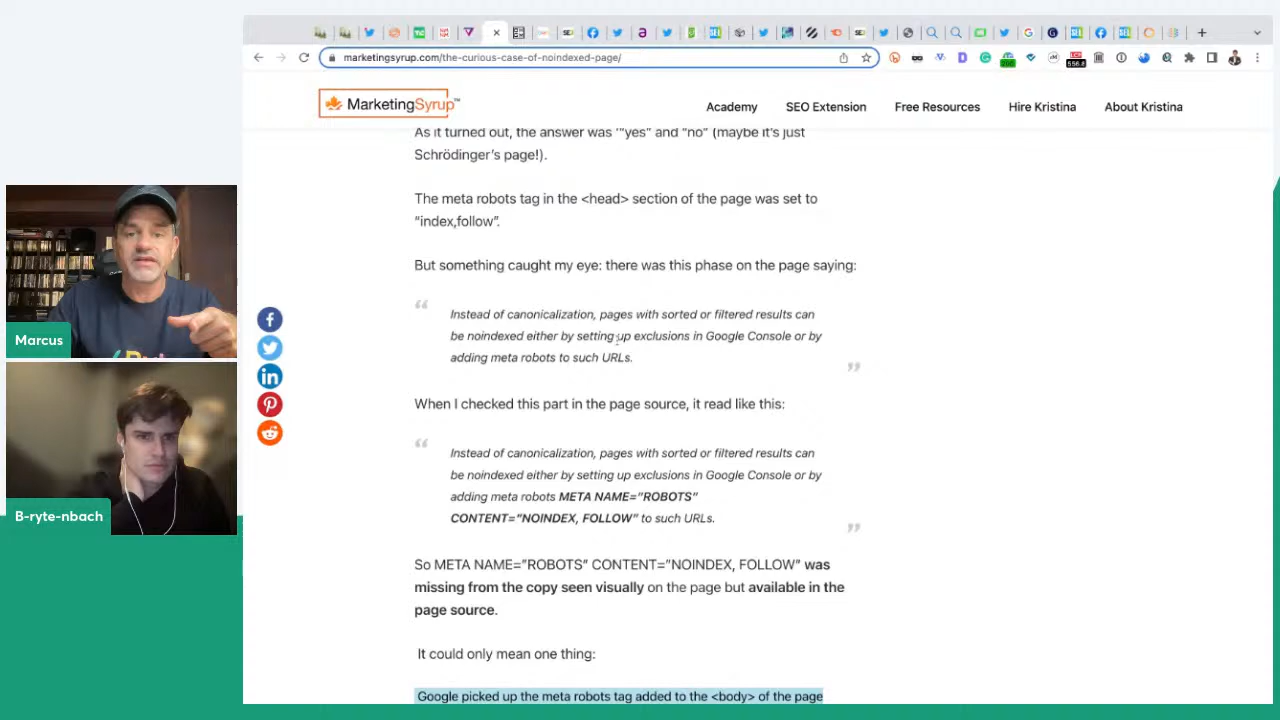 marketingsyrup.com/the-curious-case-of-noindexed-page/
MarketingSyrup™
Academy
SEO Extension
Free Resources
Hire Kristina
About Kristina
As it turned out, the answer was ‘“yes” and “no” (maybe it’s just
Schrödinger’s page!).
The meta robots tag in the <head> section of the page was set to
“index,follow”.
But something caught my eye: there was this phase on the page saying:
“
Instead of canonicalization, pages with sorted or filtered results can
be noindexed either by setting up exclusions in Google Console or by
adding meta robots to such URLs.
”
When I checked this part in the page source, it read like this:
“
Instead of canonicalization, pages with sorted or filtered results can
be noindexed either by setting up exclusions in Google Console or by
adding meta robots META NAME=”ROBOTS”
CONTENT=”NOINDEX, FOLLOW” to such URLs.
”
So META NAME=”ROBOTS” CONTENT=”NOINDEX, FOLLOW” was
missing from the copy seen visually on the page but available in the
page source.
It could only mean one thing:
Google picked up the meta robots tag added to the <body> of the page
Marcus
B-ryte-nbach